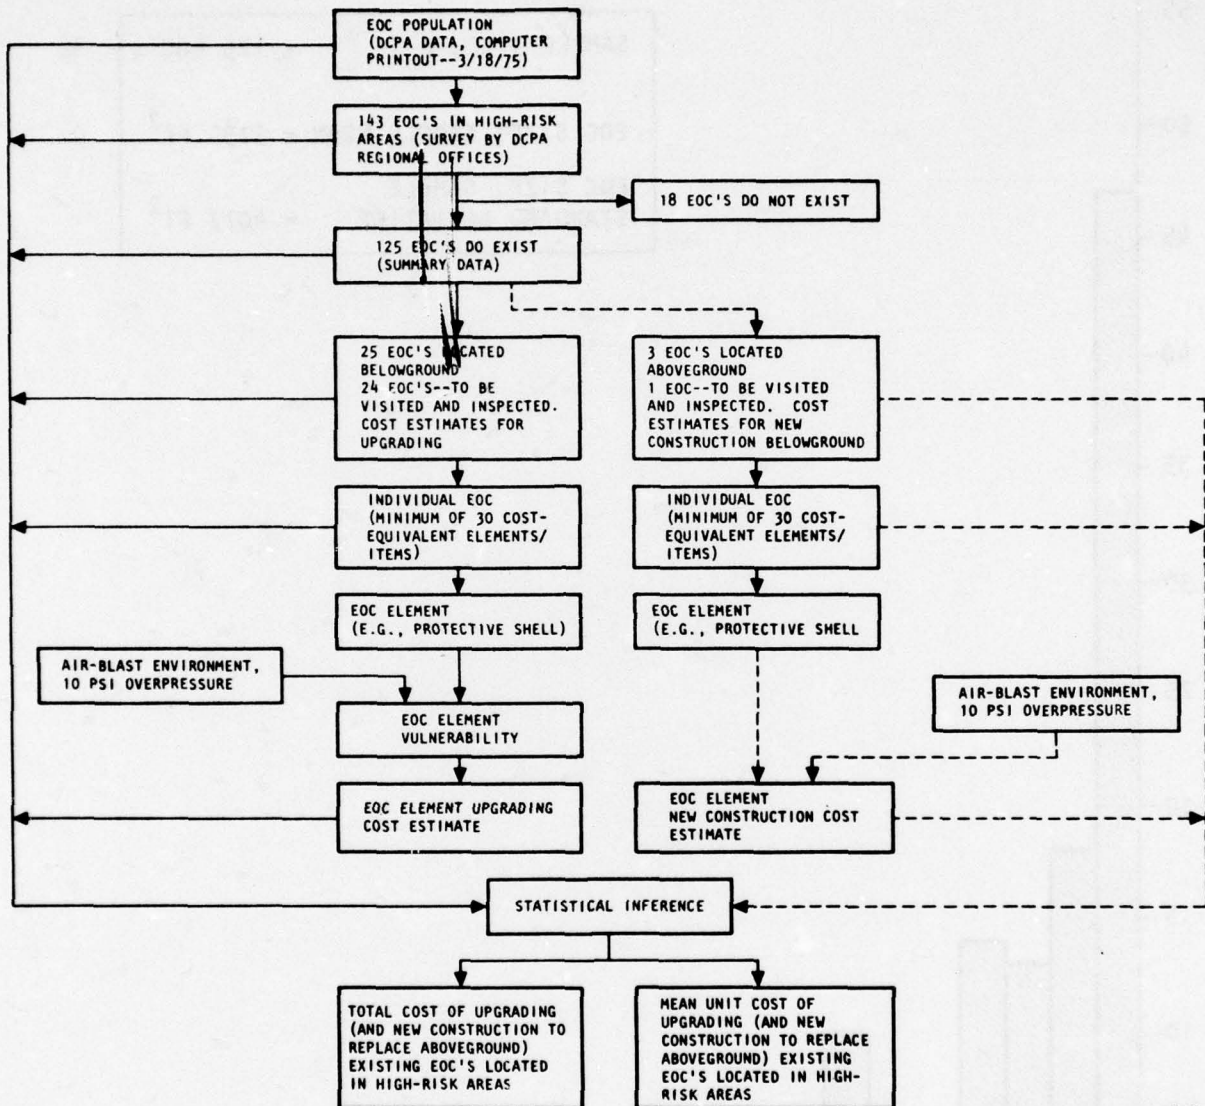 EOC POPULATION
(DCPA DATA, COMPUTER
PRINTOUT--3/18/75)
143 EOC'S IN HIGH-RISK
AREAS (SURVEY BY DCPA
REGIONAL OFFICES)
18 EOC'S DO NOT EXIST
125 EOC'S DO EXIST
(SUMMARY DATA)
25 EOC'S LOCATED
BELOWGROUND
24 EOC'S--TO BE
VISITED AND INSPECTED.
COST ESTIMATES FOR
UPGRADING
3 EOC'S LOCATED
ABOVEGROUND
1 EOC--TO BE VISITED
AND INSPECTED. COST
ESTIMATES FOR NEW
CONSTRUCTION BELOWGROUND
INDIVIDUAL EOC
(MINIMUM OF 30 COST-
EQUIVALENT ELEMENTS/
ITEMS)
INDIVIDUAL EOC
(MINIMUM OF 30 COST-
EQUIVALENT ELEMENTS/
ITEMS)
EOC ELEMENT
(E.G., PROTECTIVE SHELL)
EOC ELEMENT
(E.G., PROTECTIVE SHELL
AIR-BLAST ENVIRONMENT,
10 PSI OVERPRESSURE
AIR-BLAST ENVIRONMENT,
10 PSI OVERPRESSURE
EOC ELEMENT
VULNERABILITY
EOC ELEMENT UPGRADING
COST ESTIMATE
EOC ELEMENT
NEW CONSTRUCTION COST
ESTIMATE
STATISTICAL INFERENCE
TOTAL COST OF UPGRADING
(AND NEW CONSTRUCTION TO
REPLACE ABOVEGROUND)
EXISTING EOC'S LOCATED
IN HIGH-RISK AREAS
MEAN UNIT COST OF
UPGRADING (AND NEW
CONSTRUCTION TO REPLACE
ABOVEGROUND) EXISTING
EOC'S LOCATED IN HIGH-
RISK AREAS